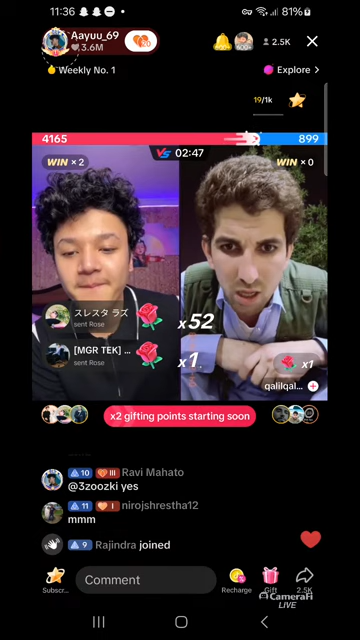 11:36
81%
Aayuu_69
3.6M
2.5K
Weekly No. 1
Explore >
19/1k
4165
899
WIN × 2
VS 02:47
WIN × 0
スレスタ ラズ
sent Rose
x52
[MGR TEK] ...
sent Rose
x1
x1
qalilqal...
x2 gifting points starting soon
10 III Ravi Mahato
@3zoozki yes
11 I nirojshrestha12
mmm
9 Rajindra joined
Subscr...
Comment
Recharge
Gift
2.5K
CameraFi
LIVE